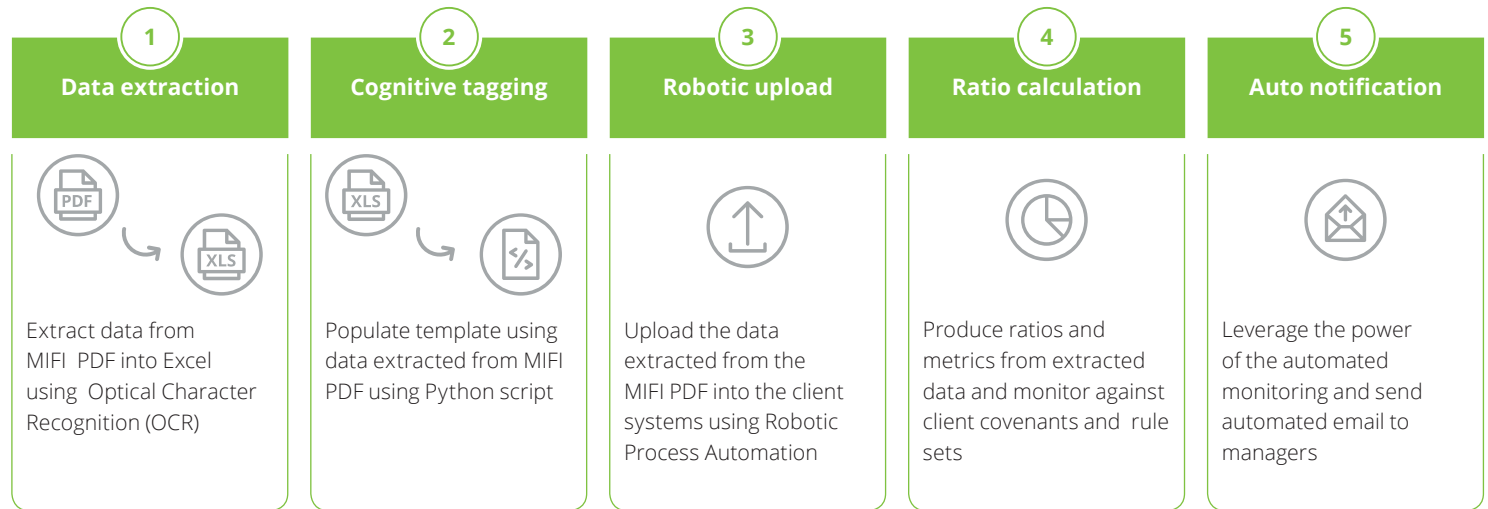 1
Data extraction
PDF
XLS
Extract data from
MIFI PDF into Excel
using Optical Character
Recognition (OCR)
2
Cognitive tagging
XLS
</>
Populate template using
data extracted from MIFI
PDF using Python script
3
Robotic upload
Upload the data
extracted from the
MIFI PDF into the client
systems using Robotic
Process Automation
4
Ratio calculation
Produce ratios and
metrics from extracted
data and monitor against
client covenants and rule
sets
5
Auto notification
Leverage the power
of the automated
monitoring and send
automated email to
managers